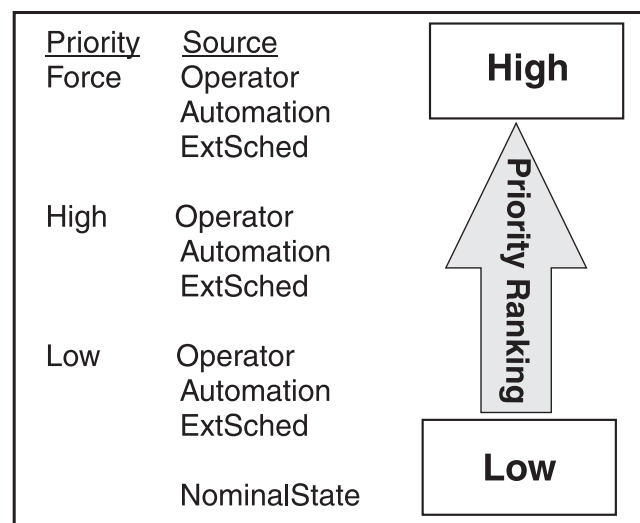 Priority Source
Force Operator
Automation
ExtSched
High Operator
Automation
ExtSched
Low Operator
Automation
ExtSched
NominalState
High
Priority Ranking
Low